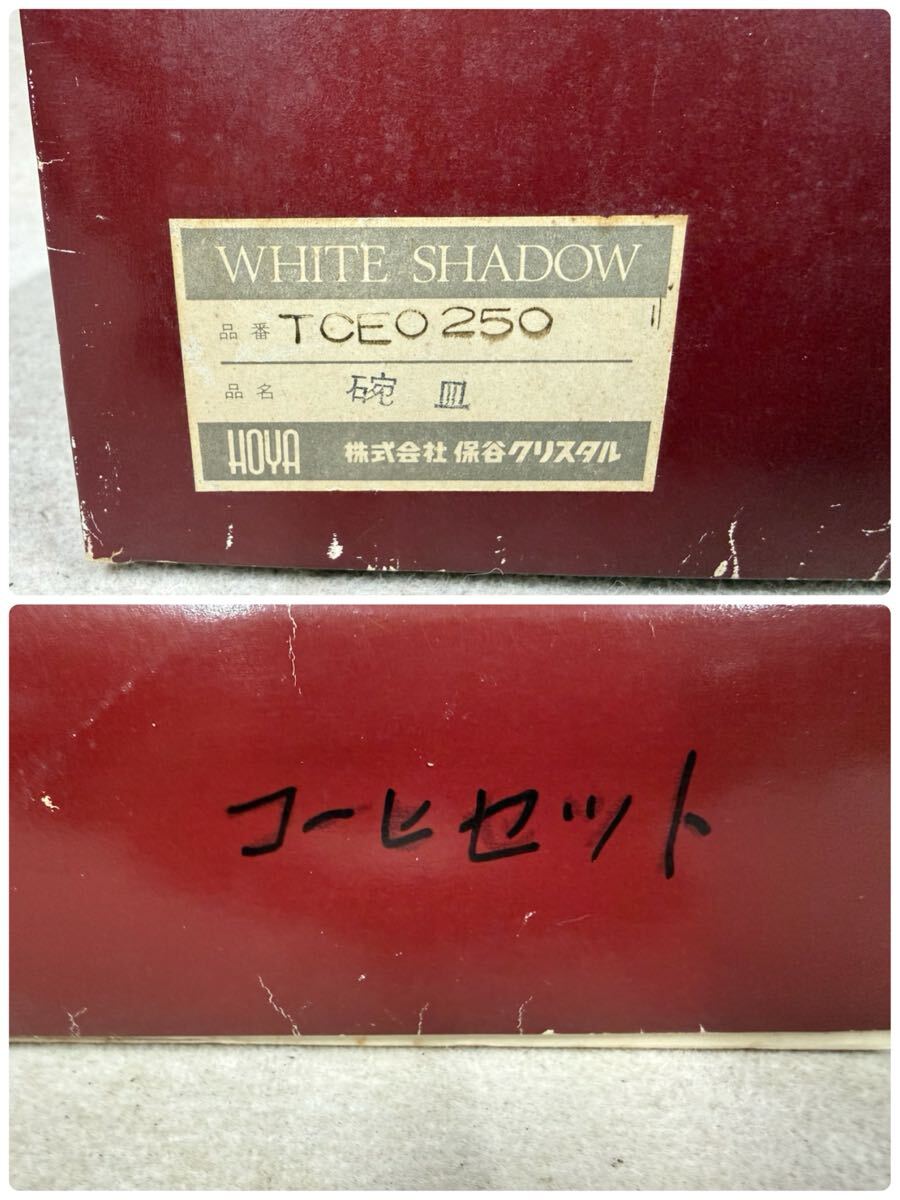 WHITE SHADOW
品番 TCE0250
品名 碗皿
HOYA 株式会社 保谷クリスタル
コーヒセット